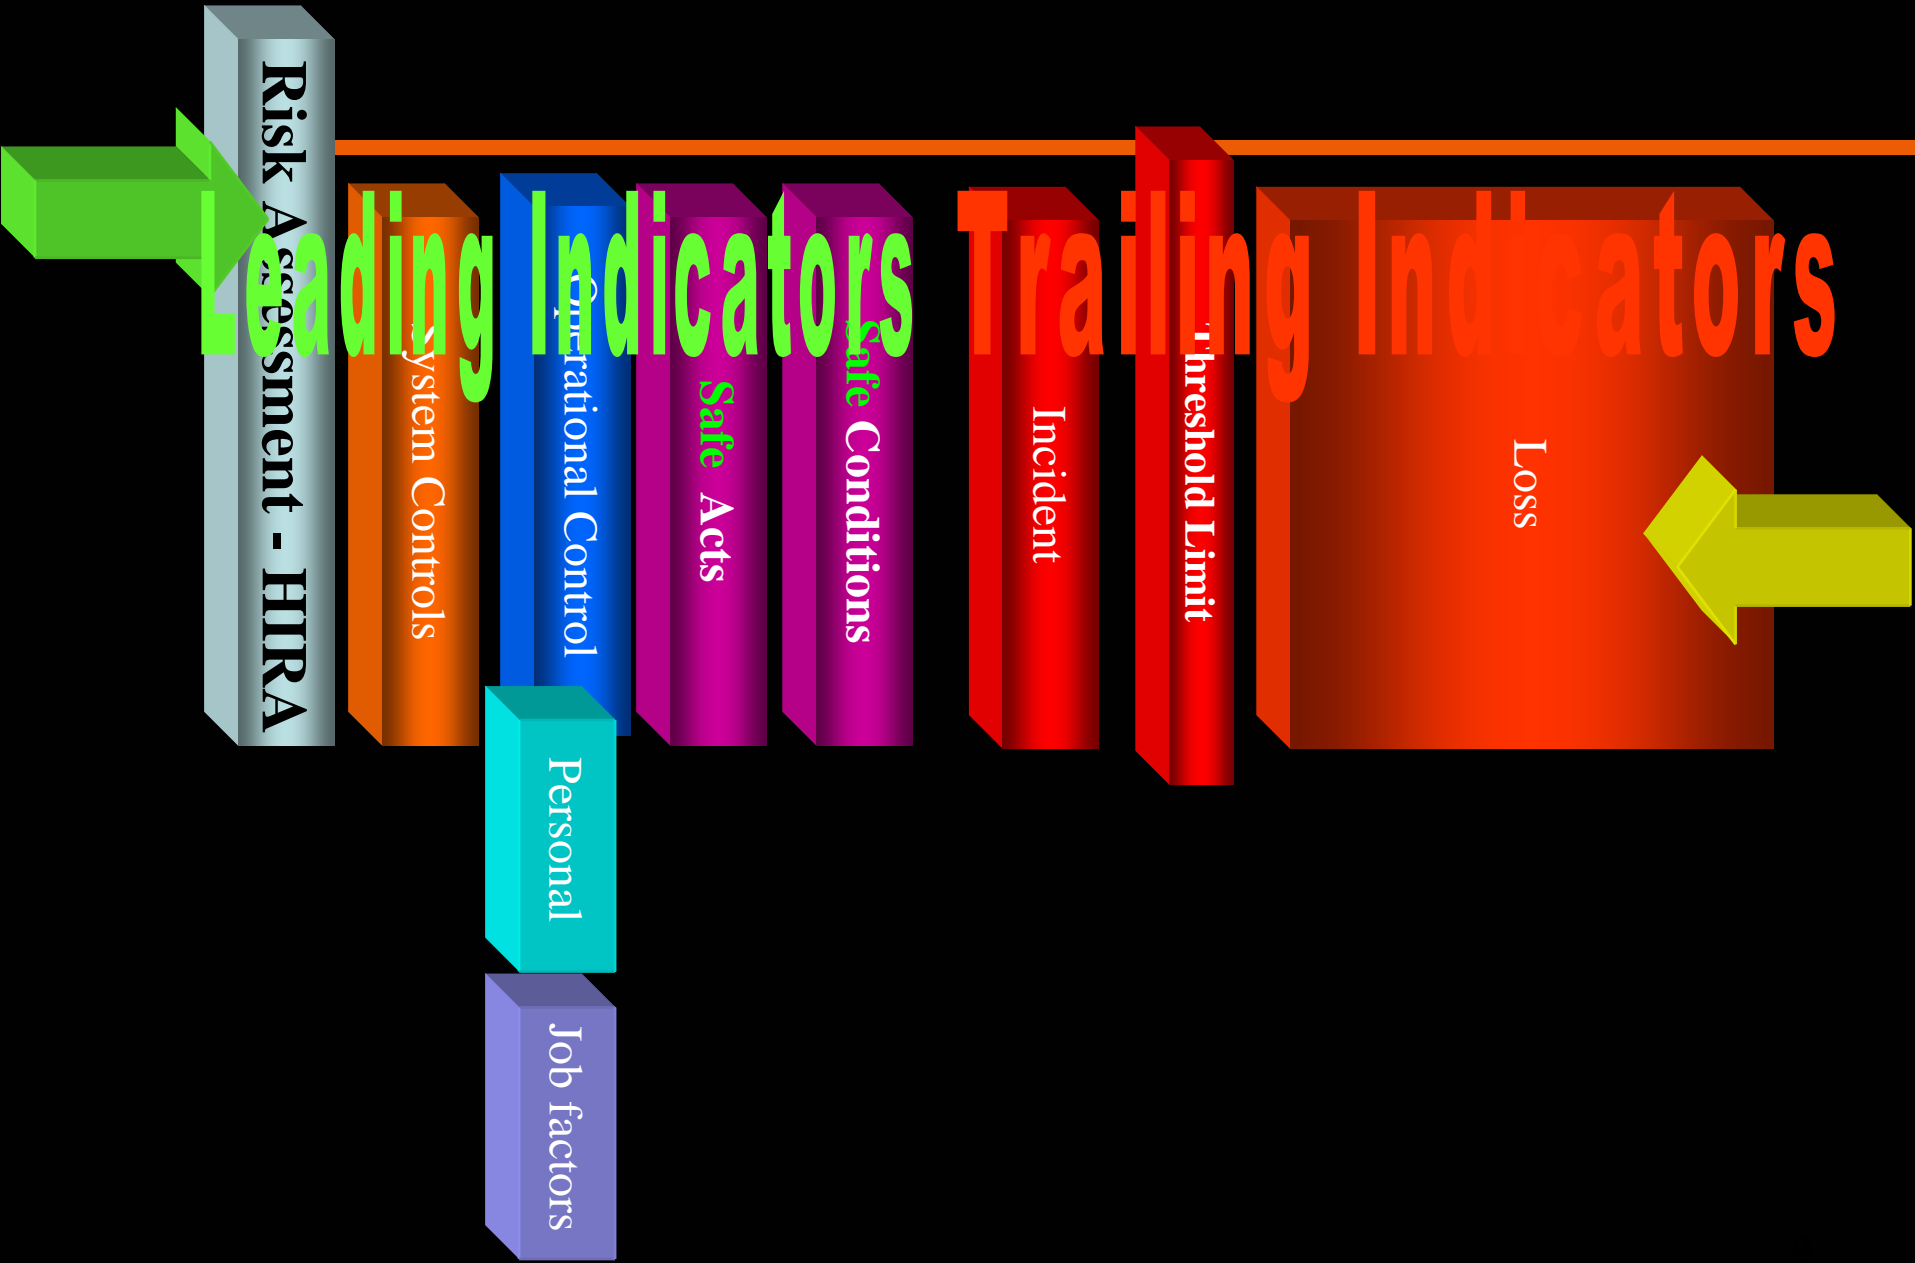 Leading Indicators
Trailing Indicators
Risk Assessment - HIRA
System Controls
Operational Control
Safe Acts
Safe Conditions
Incident
Threshold Limit
Loss
Personal
Job factors